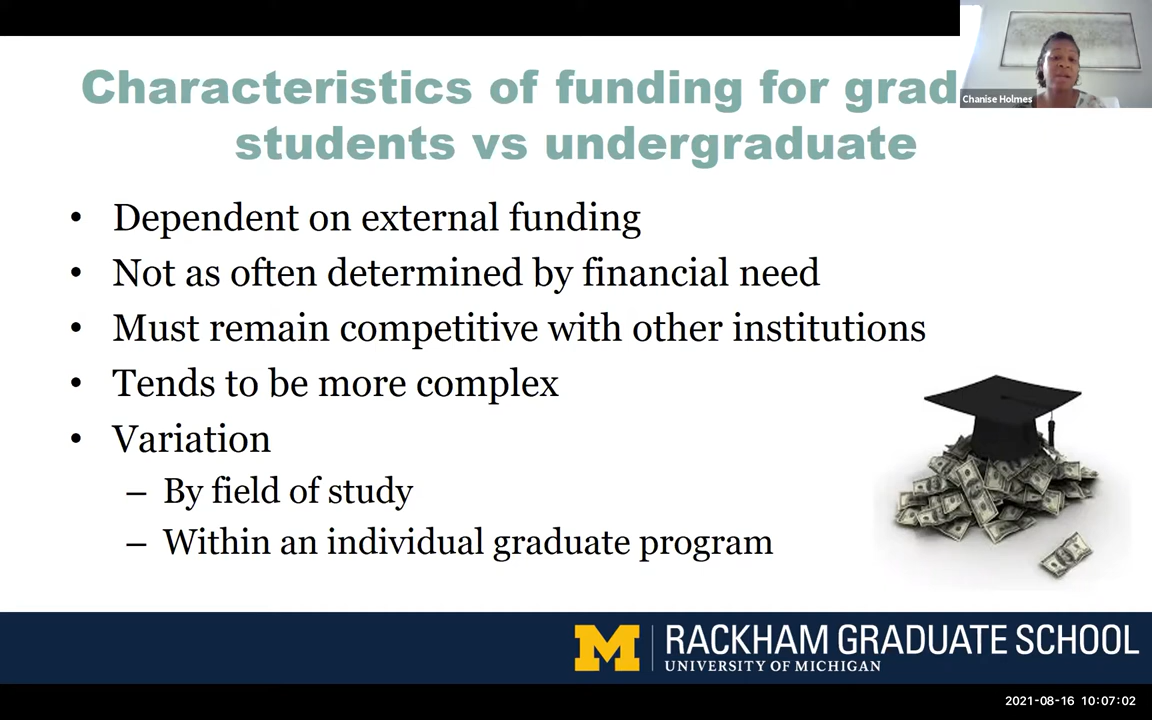 Characteristics of funding for grad
students vs undergraduate
Chanise Holmes
• Dependent on external funding
• Not as often determined by financial need
• Must remain competitive with other institutions
• Tends to be more complex
• Variation
– By field of study
– Within an individual graduate program
M RACKHAM GRADUATE SCHOOL
UNIVERSITY OF MICHIGAN
2021-08-16 10:07:02